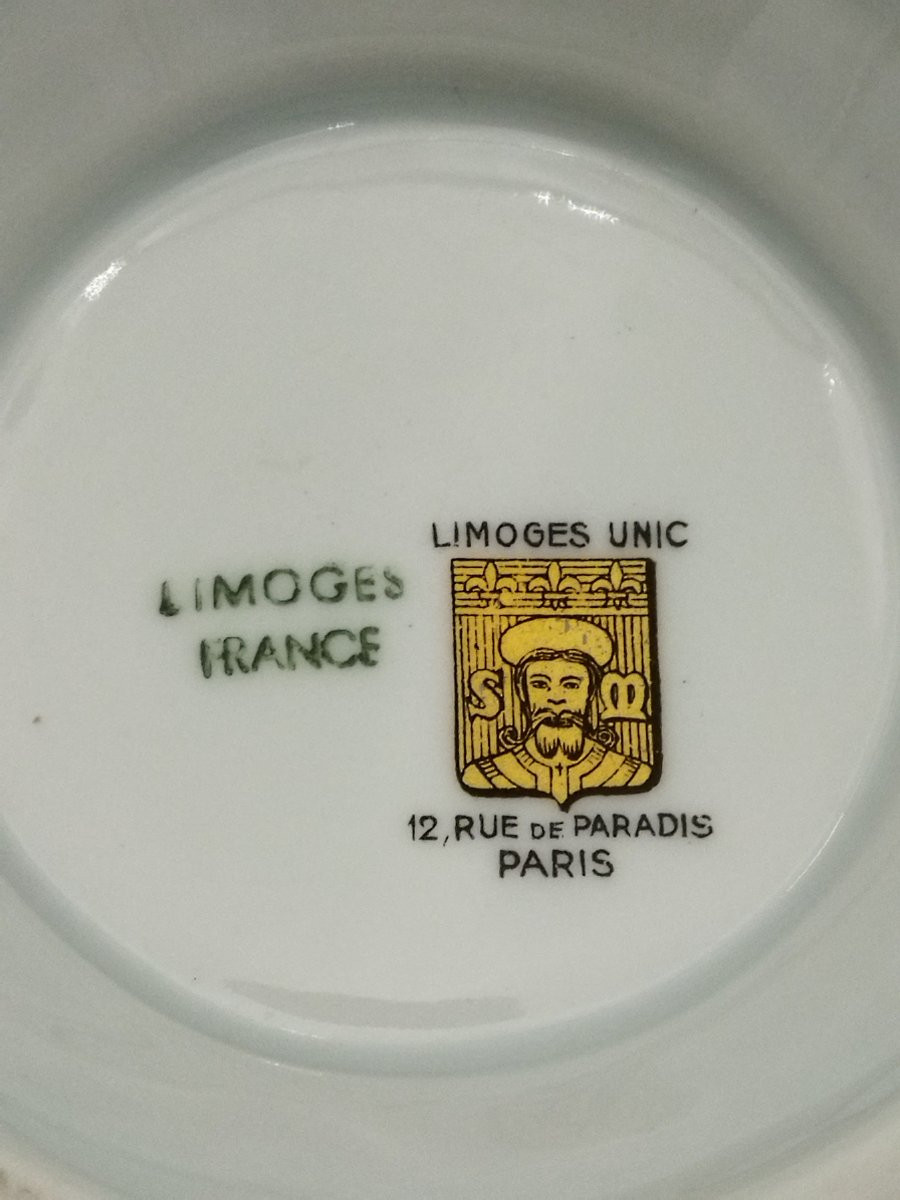 LIMOGES
FRANCE
LIMOGES UNIC
S M
12, RUE DE PARADIS
PARIS